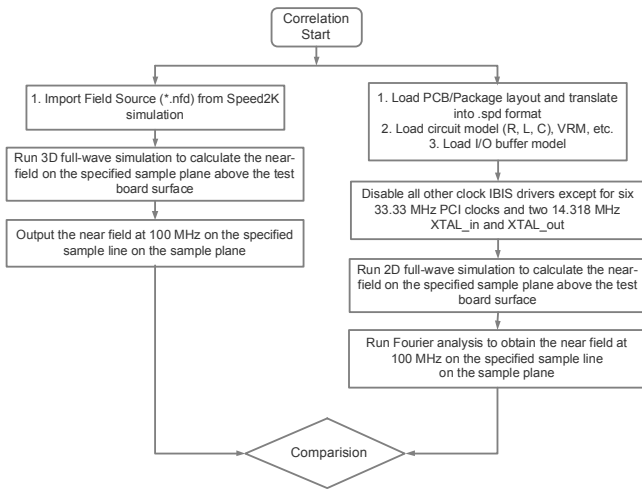 Correlation
Start
1. Import Field Source (*.nfd) from Speed2K
simulation
Run 3D full-wave simulation to calculate the near-
field on the specified sample plane above the test
board surface
Output the near field at 100 MHz on the specified
sample line on the sample plane
1. Load PCB/Package layout and translate
into .spd format
2. Load circuit model (R, L, C), VRM, etc.
3. Load I/O buffer model
Disable all other clock IBIS drivers except for six
33.33 MHz PCI clocks and two 14.318 MHz
XTAL_in and XTAL_out
Run 2D full-wave simulation to calculate the near-
field on the specified sample plane above the test
board surface
Run Fourier analysis to obtain the near field at
100 MHz on the specified sample line
on the sample plane
Comparision